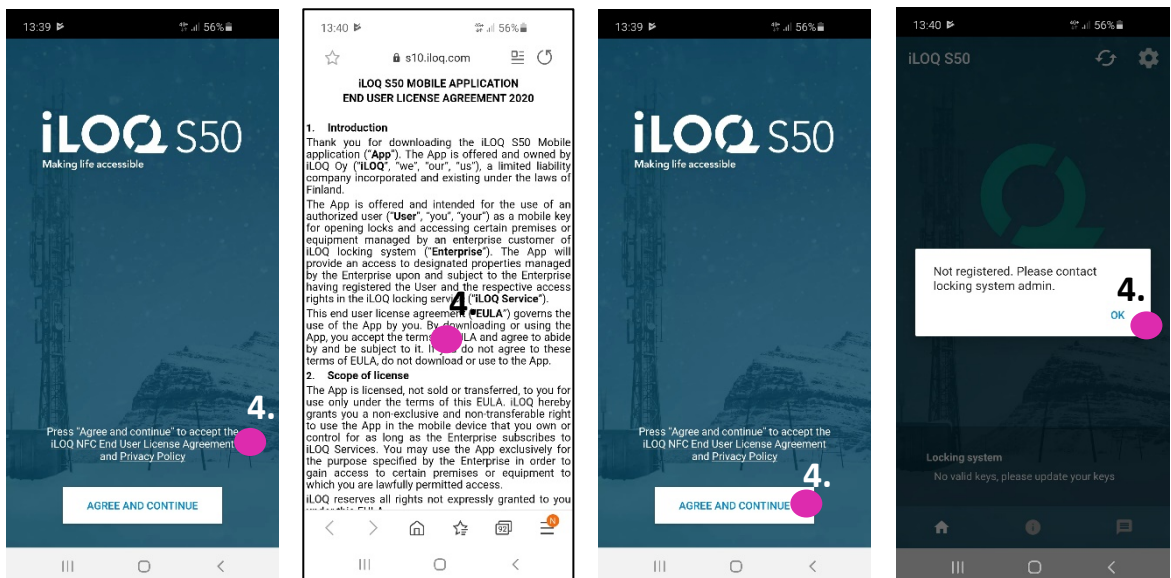 13:39 56%
iLOQ S50
Making life accessible
4.
Press "Agree and continue" to accept the
iLOQ NFC End User License Agreement
and Privacy Policy
AGREE AND CONTINUE
13:40 56%
s10.iloq.com
iLOQ S50 MOBILE APPLICATION
END USER LICENSE AGREEMENT 2020
1. Introduction
Thank you for downloading the iLOQ S50 Mobile
application ("App"). The App is offered and owned by
iLOQ Oy ("iLOQ", "we", "our", "us"), a limited liability
company incorporated and existing under the laws of
Finland.
The App is offered and intended for the use of an
authorized user ("User", "you", "your") as a mobile key
for opening locks and accessing certain premises or
equipment managed by an enterprise customer of
iLOQ locking system ("Enterprise"). The App will
provide an access to designated properties managed
by the Enterprise upon and subject to the Enterprise
having registered the User and the respective access
rights in the iLOQ locking service ("iLOQ Service").
4.
This end user license agreement ("EULA") governs the
use of the App by you. By downloading or using the
App, you accept the terms LA and agree to abide
by and be subject to it. If do not agree to these
terms of EULA, do not download or use to the App.
2. Scope of license
The App is licensed, not sold or transferred, to you for
use only under the terms of this EULA. iLOQ hereby
grants you a non-exclusive and non-transferable right
to use the App in the mobile device that you own or
control for as long as the Enterprise subscribes to
iLOQ Services. You may use the App exclusively for
the purpose specified by the Enterprise in order to
gain access to certain premises or equipment to
which you are lawfully permitted access.
iLOQ reserves all rights not expressly granted to you
92
N
13:39 56%
iLOQ S50
Making life accessible
Press "Agree and continue" to accept the
iLOQ NFC End User License Agreement
and Privacy Policy
4.
AGREE AND CONTINUE
13:40 56%
iLOQ S50
Not registered. Please contact
locking system admin.
4.
OK
Locking system
No valid keys, please update your keys